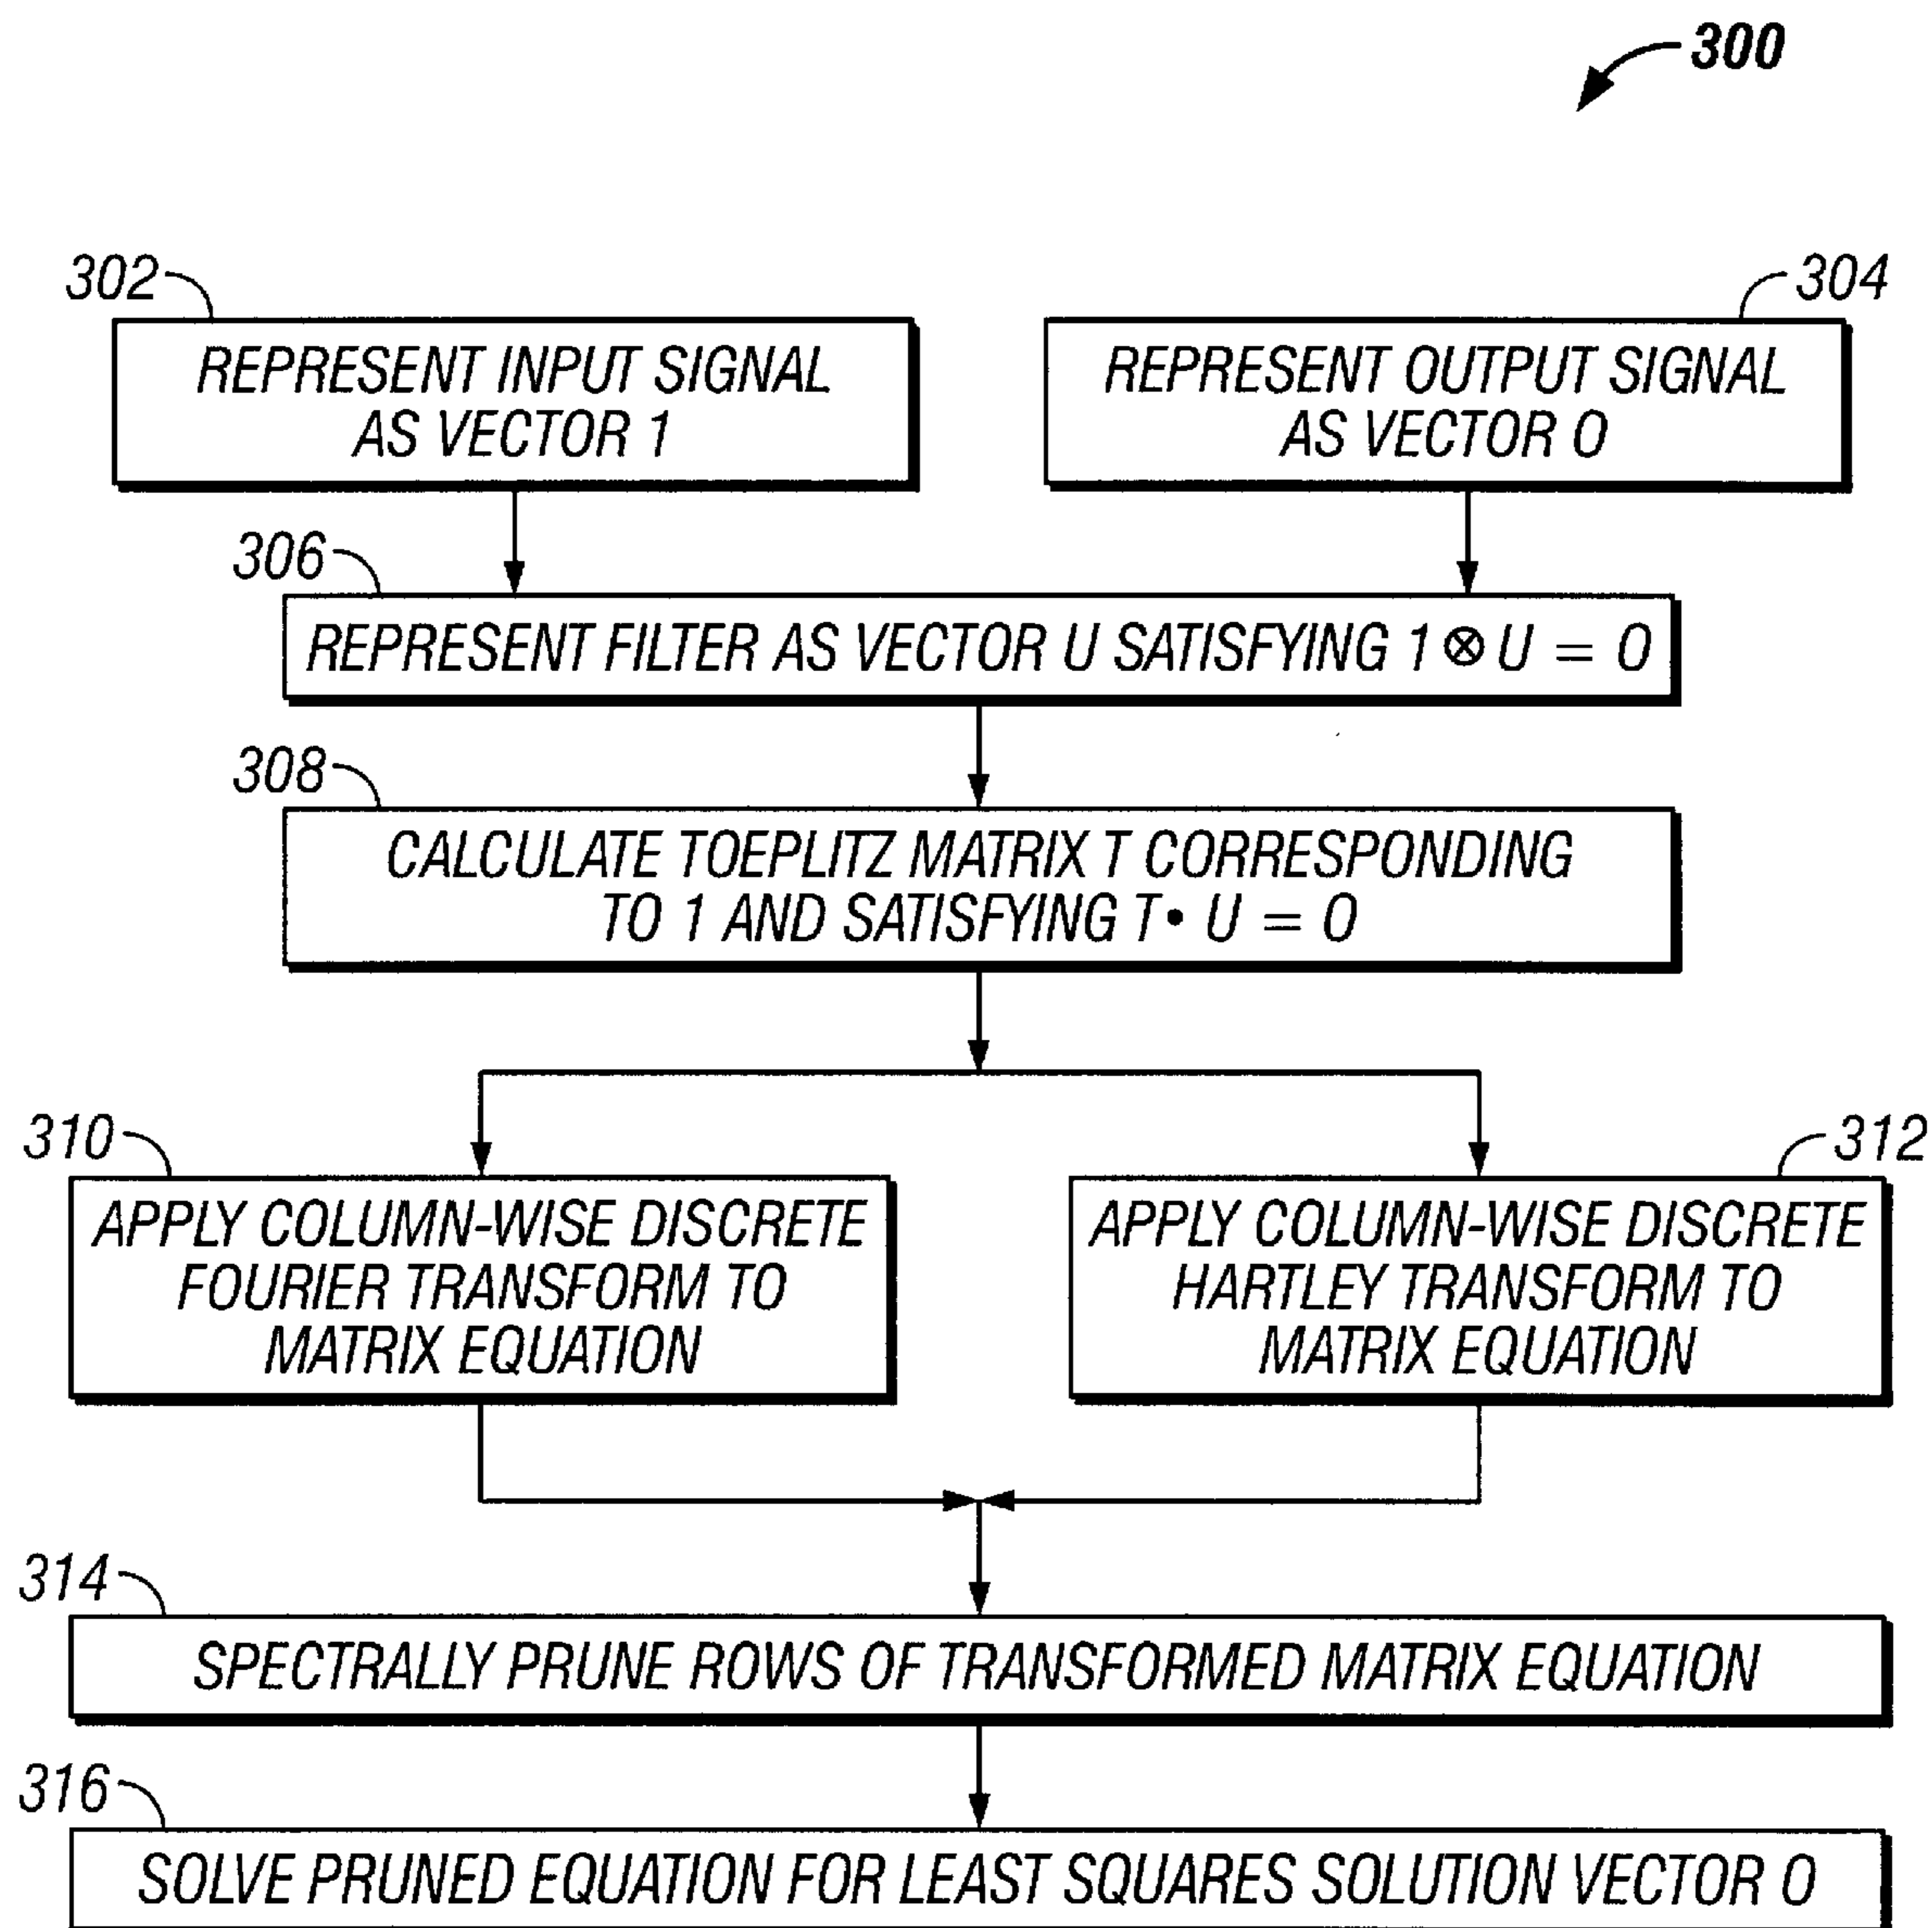 300
302
304
REPRESENT INPUT SIGNAL
AS VECTOR 1
REPRESENT OUTPUT SIGNAL
AS VECTOR O
306
REPRESENT FILTER AS VECTOR U SATISFYING 1 ⊗ U = O
308
CALCULATE TOEPLITZ MATRIX T CORRESPONDING
TO 1 AND SATISFYING T • U = O
310
312
APPLY COLUMN-WISE DISCRETE
FOURIER TRANSFORM TO
MATRIX EQUATION
APPLY COLUMN-WISE DISCRETE
HARTLEY TRANSFORM TO
MATRIX EQUATION
314
SPECTRALLY PRUNE ROWS OF TRANSFORMED MATRIX EQUATION
316
SOLVE PRUNED EQUATION FOR LEAST SQUARES SOLUTION VECTOR O